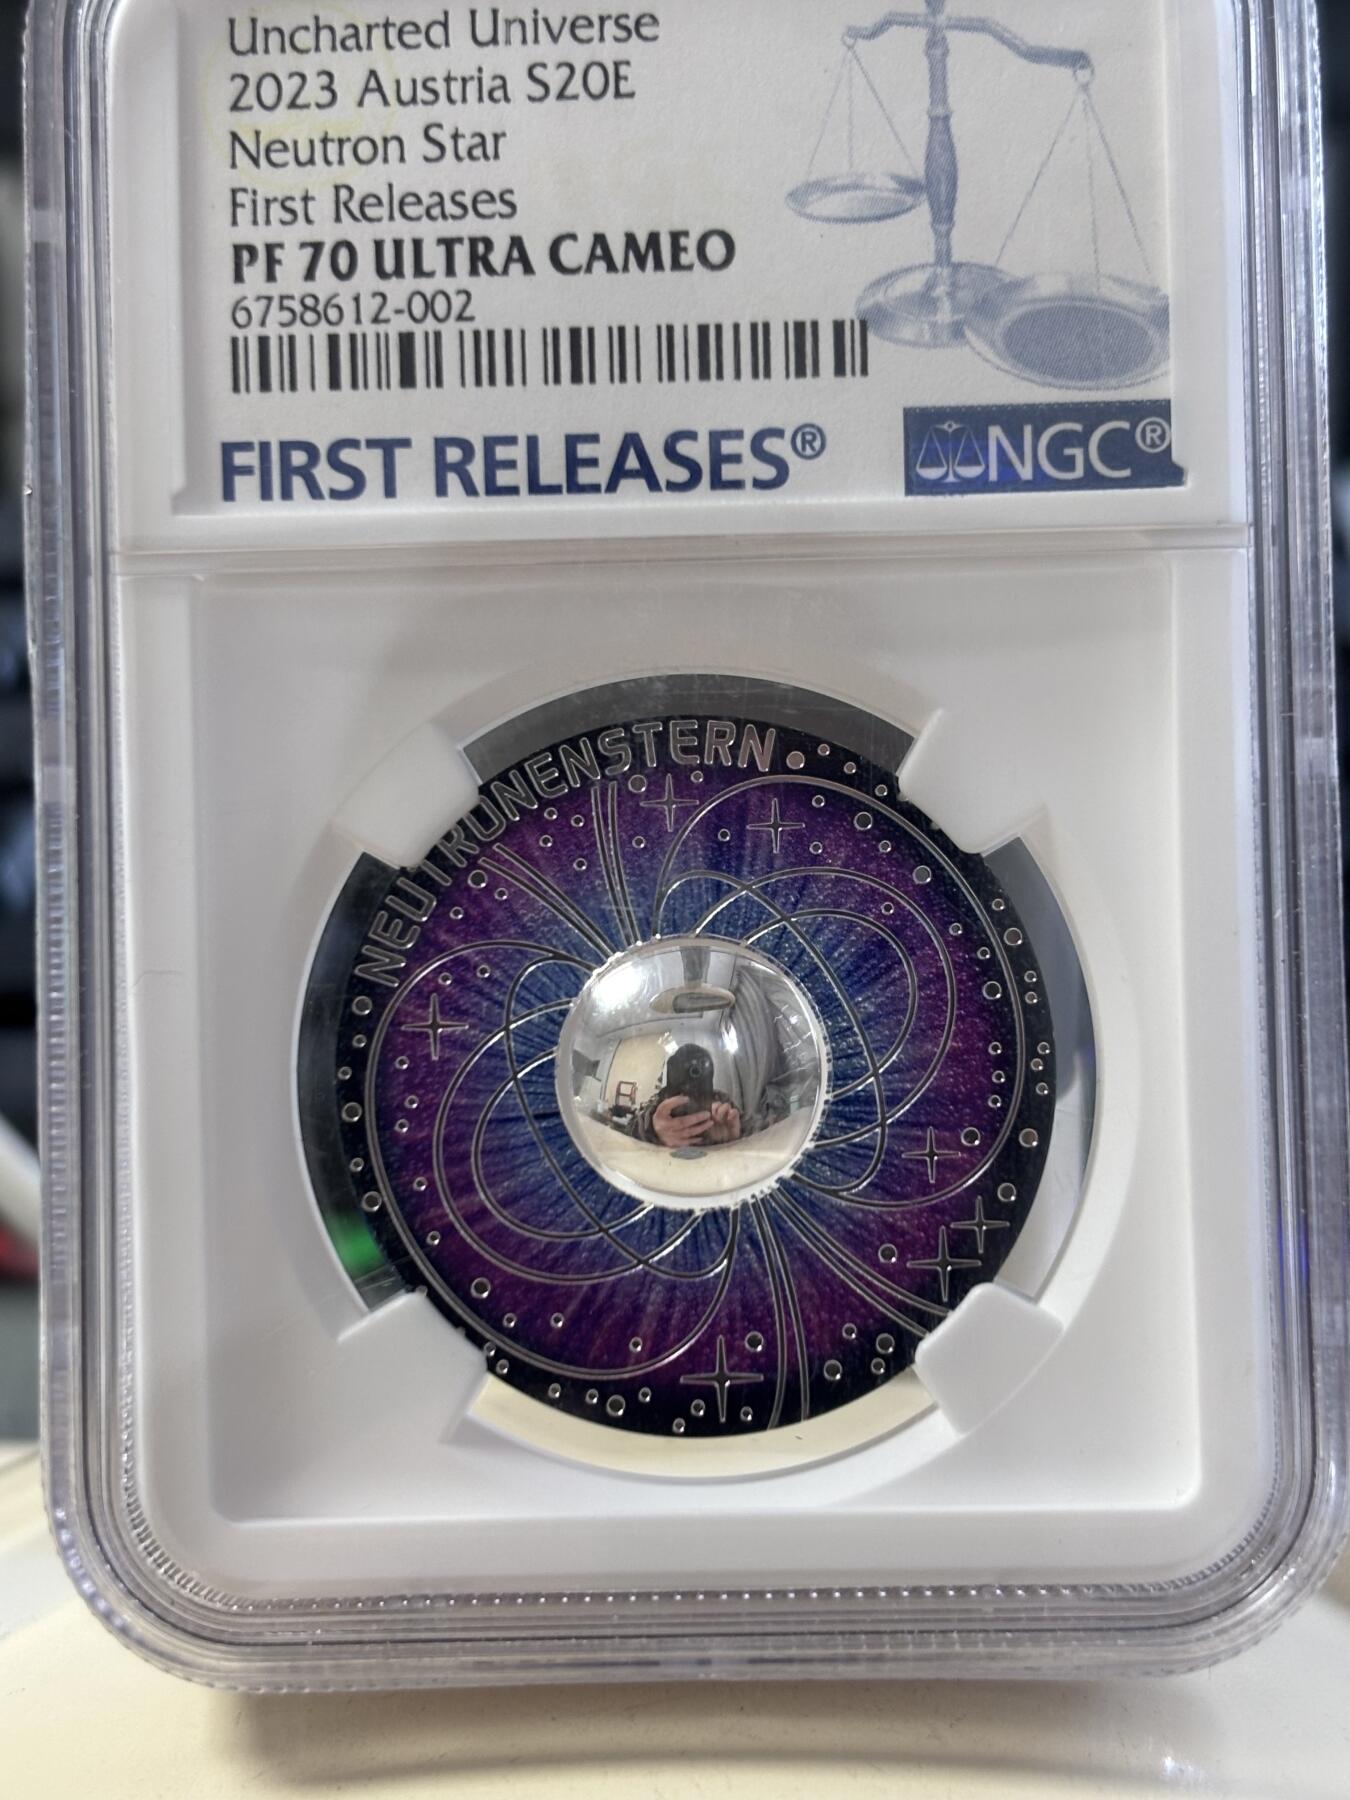 Uncharted Universe
2023 Austria S20E
Neutron Star
First Releases
PF 70 ULTRA CAMEO
6758612-002
FIRST RELEASES®
NGC®
NEUTRONENSTERN